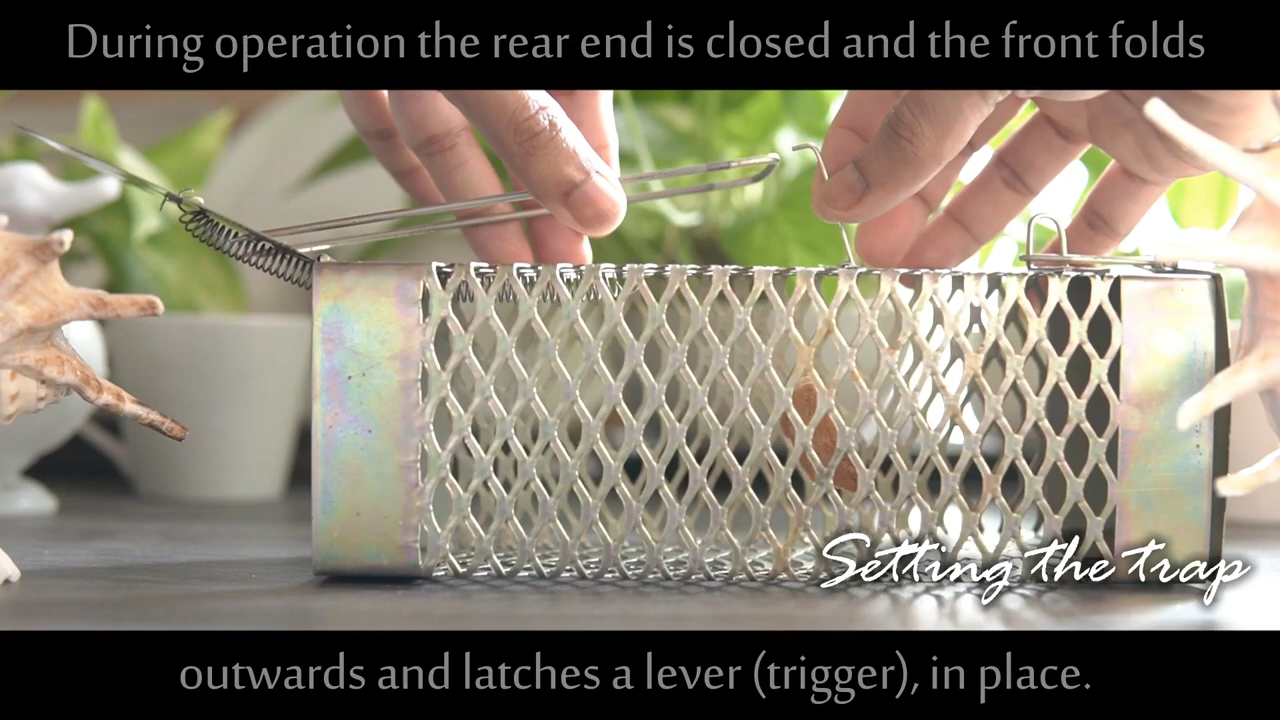 During operation the rear end is closed and the front folds
Setting the trap
outwards and latches a lever (trigger), in place.